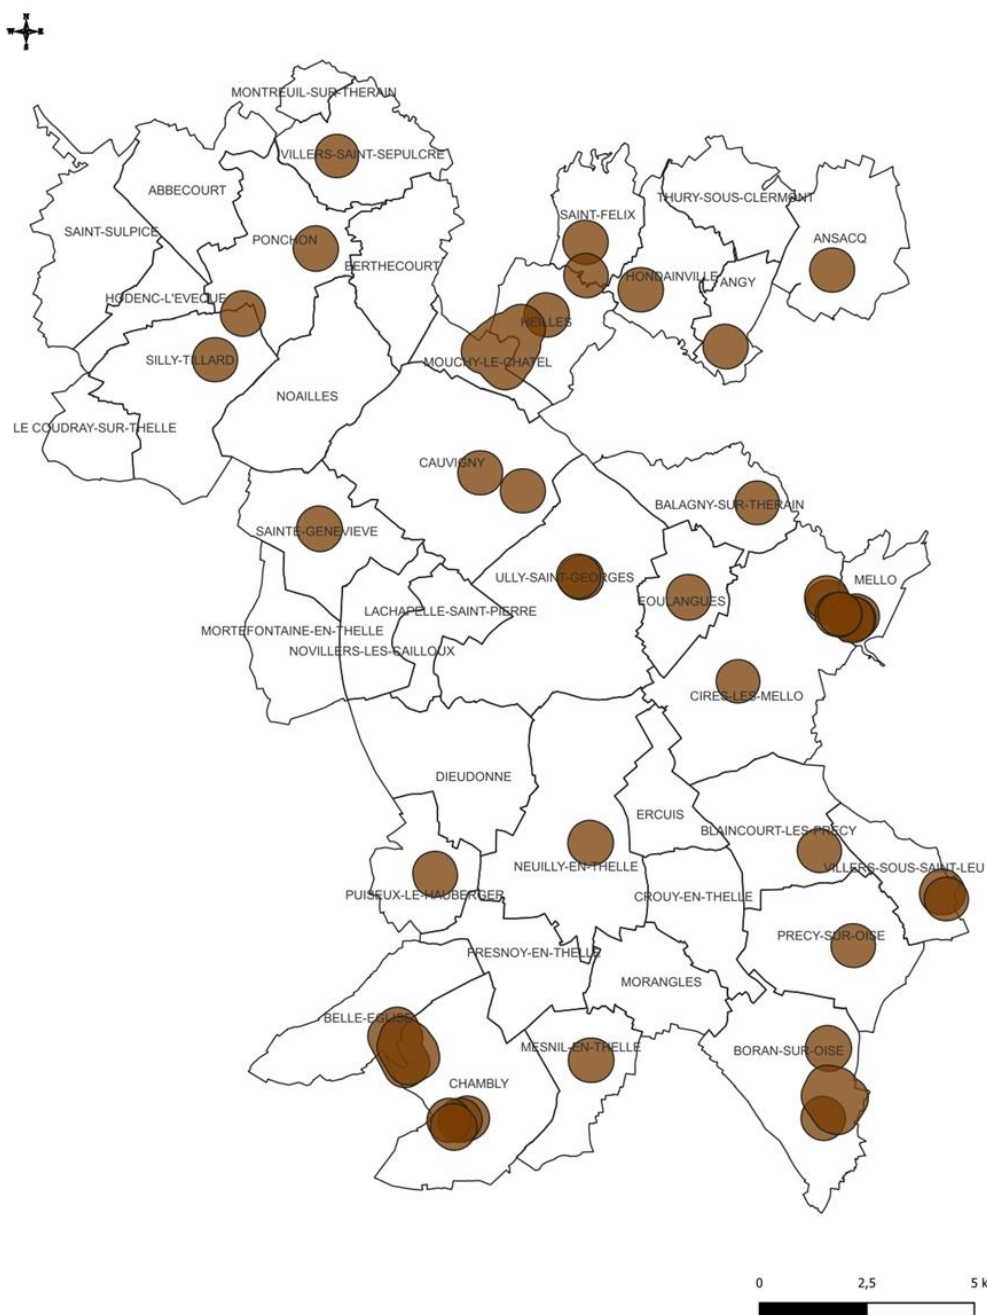 N
W E
S
MONTREUIL-SUR-THERAIN
VILLERS-SAINT-SEPULCRE
ABBECOURT
THURY-SOUS-CLERMONT
SAINT-FELIX
SAINT-SULPICE
PONCHON
ANSACQ
BERTHECOURT
HONDAINVILLE
ANGY
HODENC-L'EVEQUE
HEILLES
SILLY-TILLARD
MOUCHY-LE-CHATEL
NOAILLES
LE COUDRAY-SUR-THELLE
CAUVIGNY
BALAGNY-SUR-THERAIN
SAINTE-GENEVIEVE
ULLY-SAINT-GEORGES
MELLO
FOULANGUES
LACHAPELLE-SAINT-PIERRE
MORTEFONTAINE-EN-THELLE
NOVILLERS-LES-CAILLOUX
CIRES-LES-MELLO
DIEUDONNE
ERCUIS
BLAINCOURT-LES-PRECY
NEUILLY-EN-THELLE
VILLERS-SOUS-SAINT-LEU
PUISEUX-LE-HAUBERGER
CROUY-EN-THELLE
PRECY-SUR-OISE
FRESNOY-EN-THELLE
MORANGLES
BELLE-EGLISE
MESNIL-EN-THELLE
BORAN-SUR-OISE
CHAMBLY
0 2,5 5 k